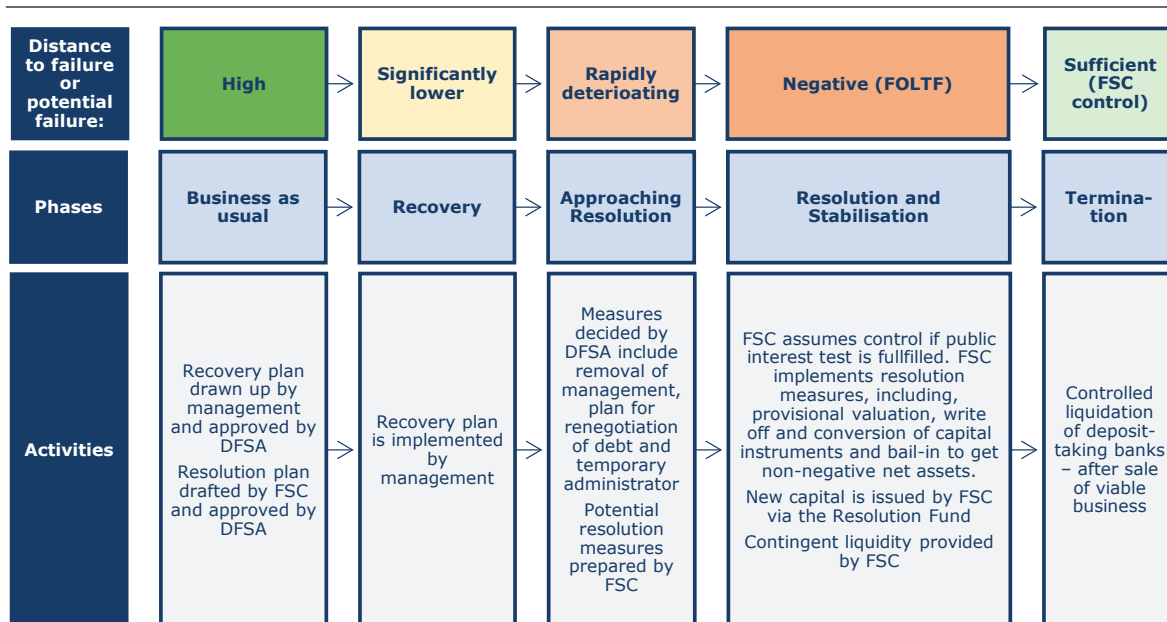 Distance
to failure
or
potential
failure:
High
Significantly
lower
Rapidly
deterioating
Negative (FOLTF)
Sufficient
(FSC
control)
Phases
Business as
usual
Recovery
Approaching
Resolution
Resolution and
Stabilisation
Termina-
tion
Activities
Recovery plan
drawn up by
management
and approved by
DFSA
Resolution plan
drafted by FSC
and approved by
DFSA
Recovery plan
is implemented
by
management
Measures
decided by
DFSA include
removal of
management,
plan for
renegotiation
of debt and
temporary
administrator
Potential
resolution
measures
prepared by
FSC
FSC assumes control if public
interest test is fullfilled. FSC
implements resolution
measures, including,
provisional valuation, write
off and conversion of capital
instruments and bail-in to get
non-negative net assets.
New capital is issued by FSC
via the Resolution Fund
Contingent liquidity provided
by FSC
Controlled
liquidation
of deposit-
taking banks
– after sale
of viable
business